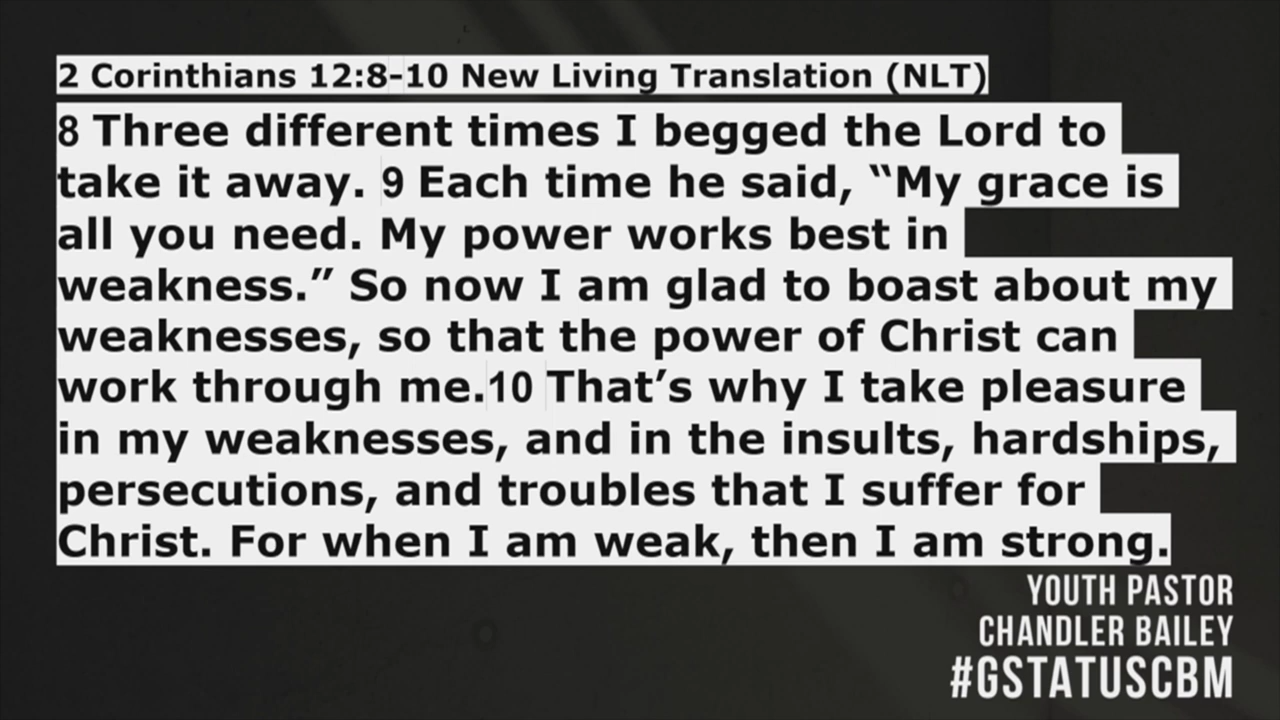 2 Corinthians 12:8-10 New Living Translation (NLT)
8 Three different times I begged the Lord to
take it away. 9 Each time he said, “My grace is
all you need. My power works best in
weakness.” So now I am glad to boast about my
weaknesses, so that the power of Christ can
work through me.10 That’s why I take pleasure
in my weaknesses, and in the insults, hardships,
persecutions, and troubles that I suffer for
Christ. For when I am weak, then I am strong.
YOUTH PASTOR
CHANDLER BAILEY
#GSTATUSCBM